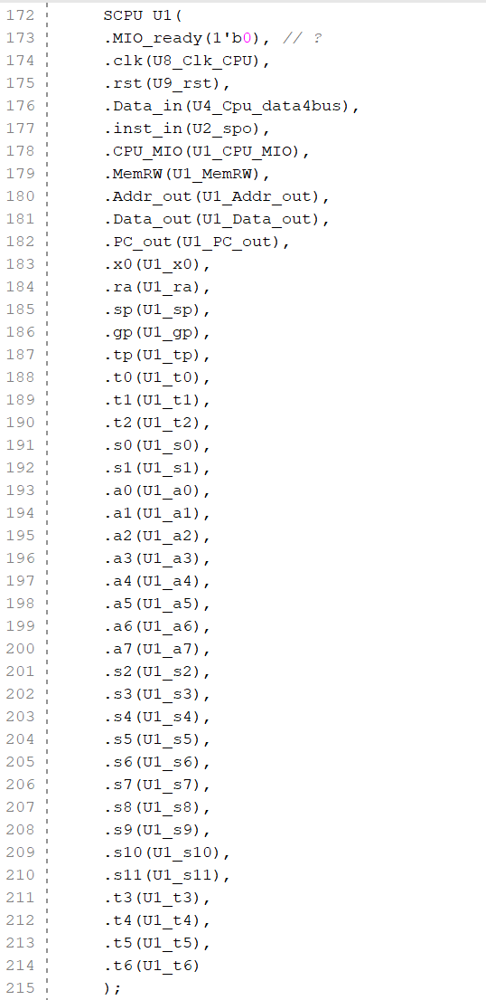 172 SCPU U1(
173 .MIO_ready(1'b0), // ?
174 .clk(U8_Clk_CPU),
175 .rst(U9_rst),
176 .Data_in(U4_Cpu_data4bus),
177 .inst_in(U2_spo),
178 .CPU_MIO(U1_CPU_MIO),
179 .MemRW(U1_MemRW),
180 .Addr_out(U1_Addr_out),
181 .Data_out(U1_Data_out),
182 .PC_out(U1_PC_out),
183 .x0(U1_x0),
184 .ra(U1_ra),
185 .sp(U1_sp),
186 .gp(U1_gp),
187 .tp(U1_tp),
188 .t0(U1_t0),
189 .t1(U1_t1),
190 .t2(U1_t2),
191 .s0(U1_s0),
192 .s1(U1_s1),
193 .a0(U1_a0),
194 .a1(U1_a1),
195 .a2(U1_a2),
196 .a3(U1_a3),
197 .a4(U1_a4),
198 .a5(U1_a5),
199 .a6(U1_a6),
200 .a7(U1_a7),
201 .s2(U1_s2),
202 .s3(U1_s3),
203 .s4(U1_s4),
204 .s5(U1_s5),
205 .s6(U1_s6),
206 .s7(U1_s7),
207 .s8(U1_s8),
208 .s9(U1_s9),
209 .s10(U1_s10),
210 .s11(U1_s11),
211 .t3(U1_t3),
212 .t4(U1_t4),
213 .t5(U1_t5),
214 .t6(U1_t6)
215 );